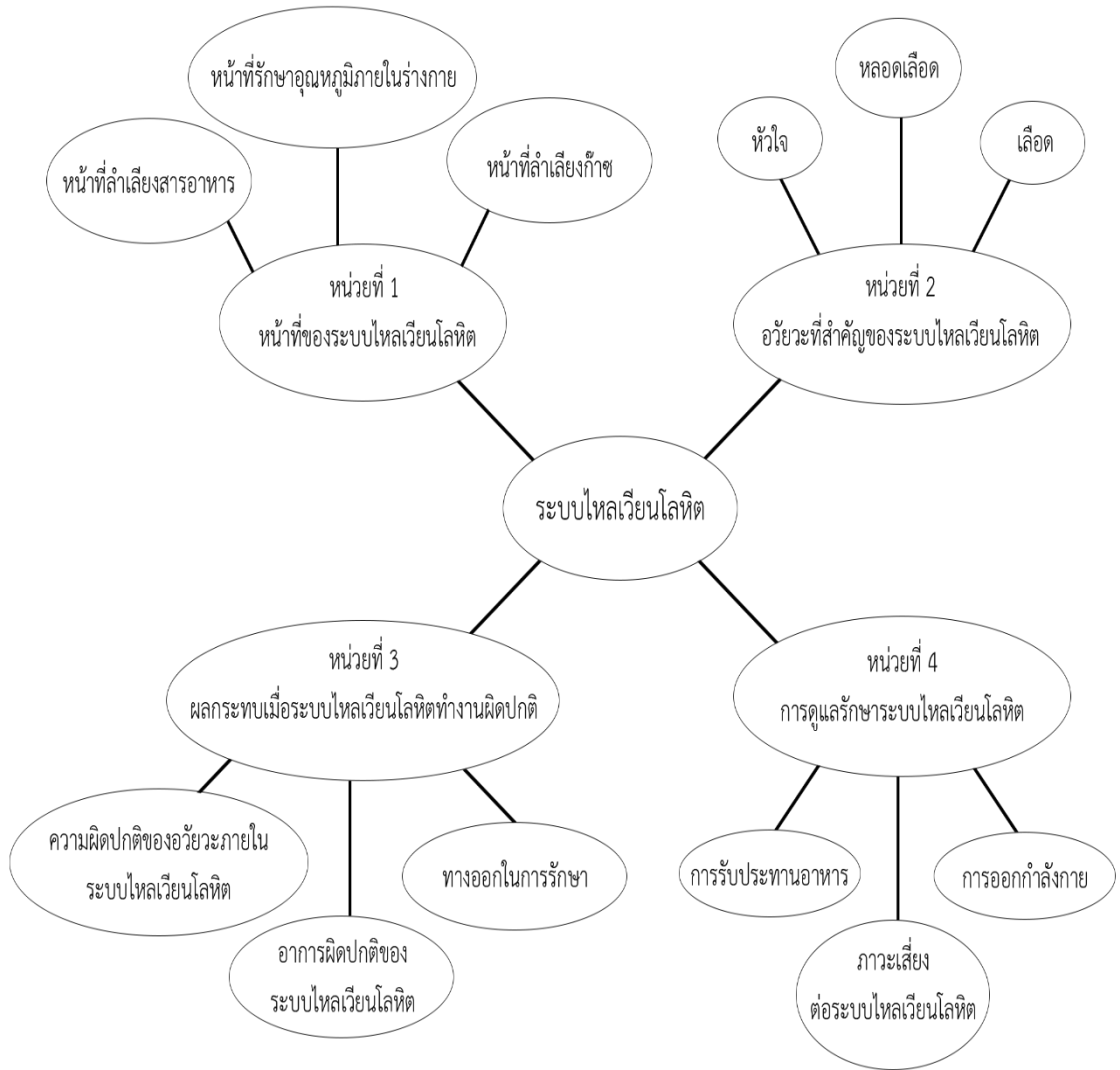 หน้าที่รักษาอุณหภูมิภายในร่างกาย
หน้าที่ลำเลียงสารอาหาร
หน้าที่ลำเลียงก๊าซ
หน่วยที่ 1
หน้าที่ของระบบไหลเวียนโลหิต
หลอดเลือด
หัวใจ
เลือด
หน่วยที่ 2
อวัยวะที่สำคัญของระบบไหลเวียนโลหิต
ระบบไหลเวียนโลหิต
หน่วยที่ 3
ผลกระทบเมื่อระบบไหลเวียนโลหิตทำงานผิดปกติ
ความผิดปกติของอวัยวะภายใน
ระบบไหลเวียนโลหิต
อาการผิดปกติของ
ระบบไหลเวียนโลหิต
ทางออกในการรักษา
หน่วยที่ 4
การดูแลรักษาระบบไหลเวียนโลหิต
การรับประทานอาหาร
ภาวะเสี่ยง
ต่อระบบไหลเวียนโลหิต
การออกกำลังกาย